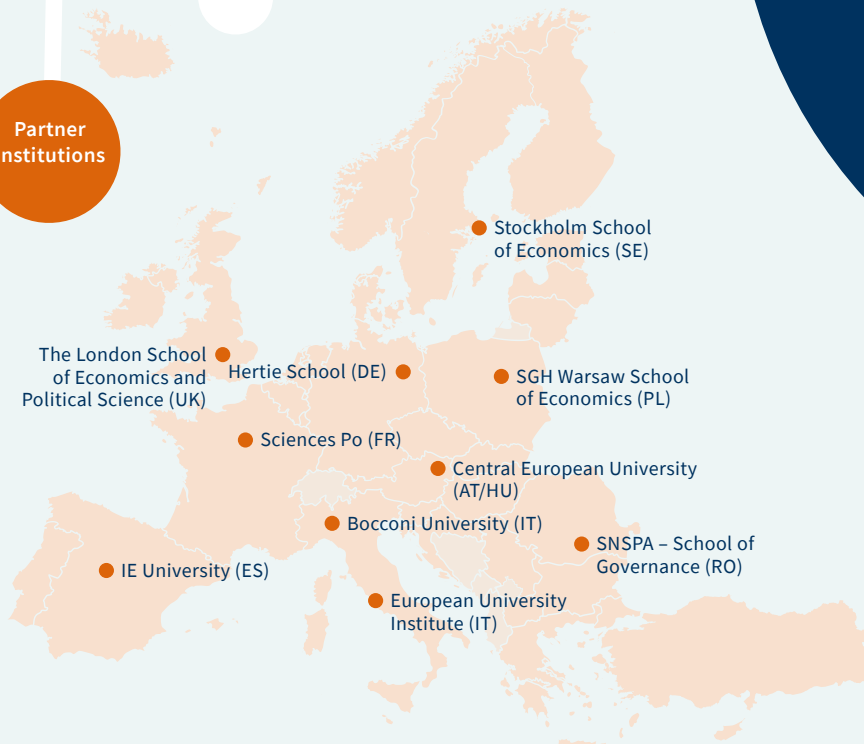 Partner
nstitutions
Stockholm School
of Economics (SE)
The London School
of Economics and
Political Science (UK)
Hertie School (DE)
SGH Warsaw School
of Economics (PL)
Sciences Po (FR)
Central European University
(AT/HU)
Bocconi University (IT)
SNSPA – School of
Governance (RO)
IE University (ES)
European University
Institute (IT)